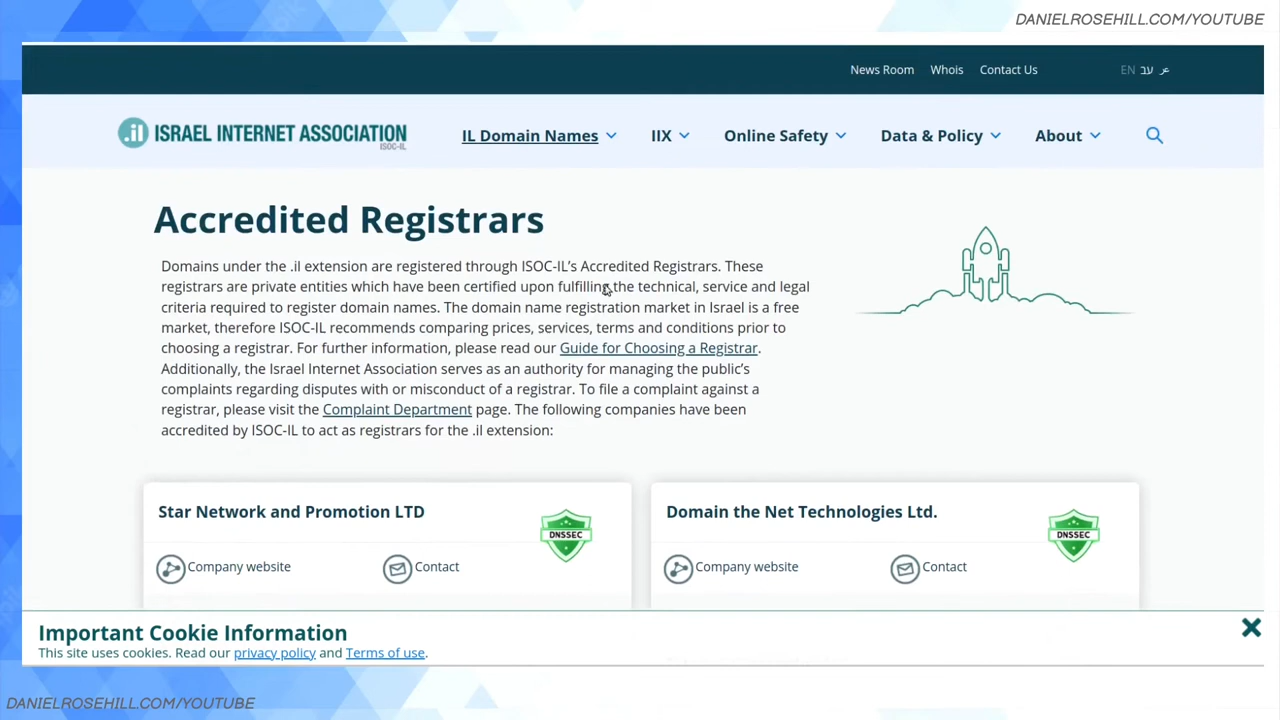 DANIELROSEHILL.COM/YOUTUBE
News Room Whois Contact Us EN עב عر
.il ISRAEL INTERNET ASSOCIATION
ISOC-IL
IL Domain Names IIX Online Safety Data & Policy About
Accredited Registrars
Domains under the .il extension are registered through ISOC-IL’s Accredited Registrars. These
registrars are private entities which have been certified upon fulfilling the technical, service and legal
criteria required to register domain names. The domain name registration market in Israel is a free
market, therefore ISOC-IL recommends comparing prices, services, terms and conditions prior to
choosing a registrar. For further information, please read our Guide for Choosing a Registrar.
Additionally, the Israel Internet Association serves as an authority for managing the public’s
complaints regarding disputes with or misconduct of a registrar. To file a complaint against a
registrar, please visit the Complaint Department page. The following companies have been
accredited by ISOC-IL to act as registrars for the .il extension:
Star Network and Promotion LTD
DNSSEC
Company website Contact
Domain the Net Technologies Ltd.
DNSSEC
Company website Contact
Important Cookie Information
This site uses cookies. Read our privacy policy and Terms of use.
DANIELROSEHILL.COM/YOUTUBE